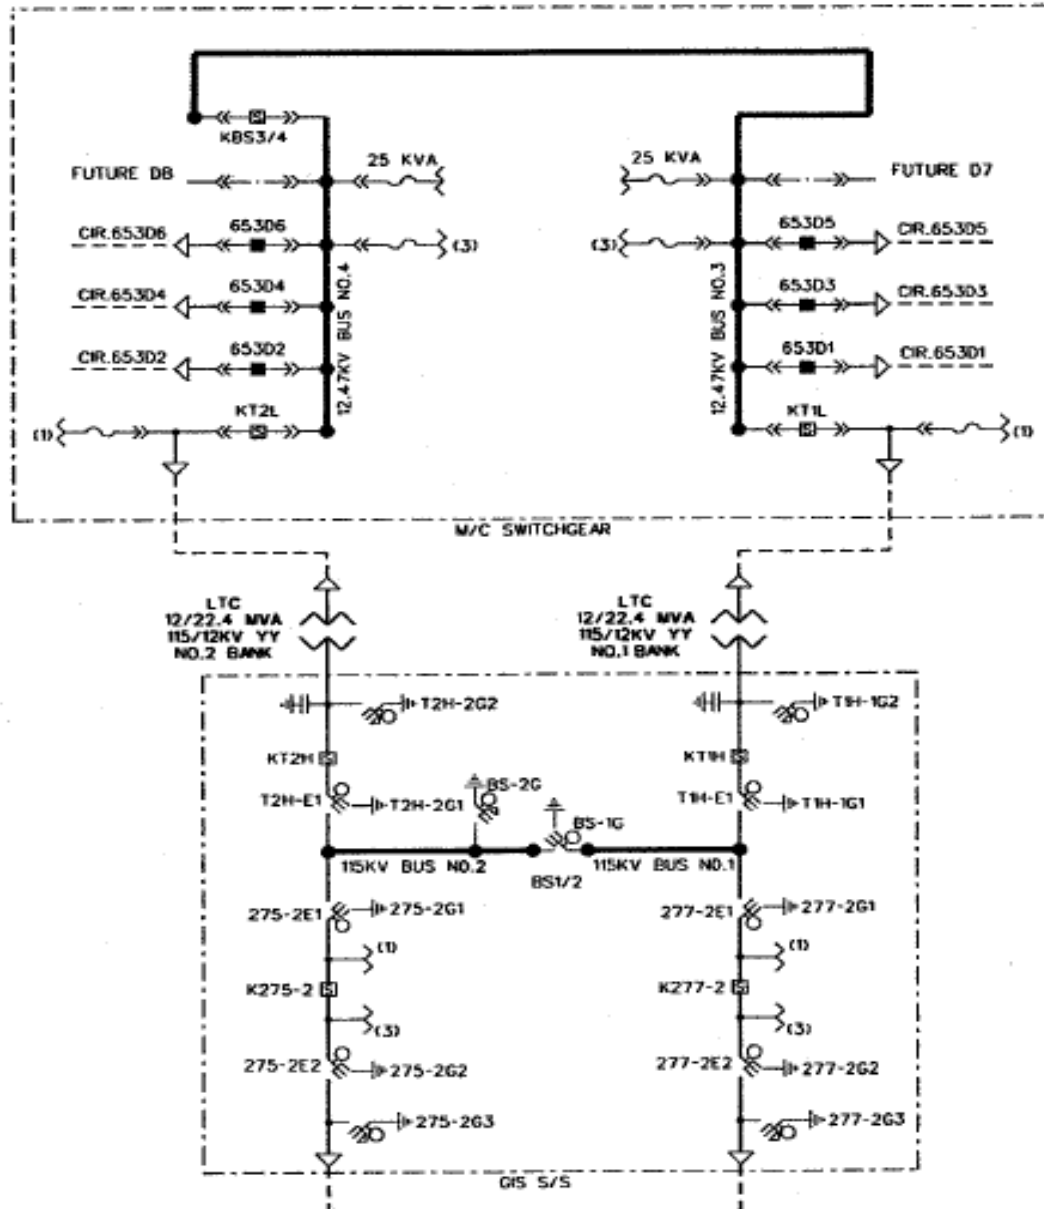 KBS3/4
FUTURE D8
25 KVA
25 KVA
FUTURE D7
CIR.653D6
653D6
(3)
(3)
653D5
CIR.653D5
CIR.653D4
653D4
12.47KV BUS NO.4
12.47KV BUS NO.3
653D3
CIR.653D3
CIR.653D2
653D2
653D1
CIR.653D1
(1)
KT2L
KT1L
(1)
M/C SWITCHGEAR
LTC
12/22.4 MVA
115/12KV YY
NO.2 BANK
LTC
12/22.4 MVA
115/12KV YY
NO.1 BANK
T2H-2G2
T1H-1G2
KT2H
KT1H
BS-2G
T2H-E1
T2H-2G1
T1H-E1
T1H-1G1
BS-1G
115KV BUS NO.2
BS1/2
115KV BUS NO.1
275-2E1
275-2G1
277-2E1
277-2G1
(1)
(1)
K275-2
K277-2
(3)
(3)
275-2E2
275-2G2
277-2E2
277-2G2
275-2G3
277-2G3
GIS S/S